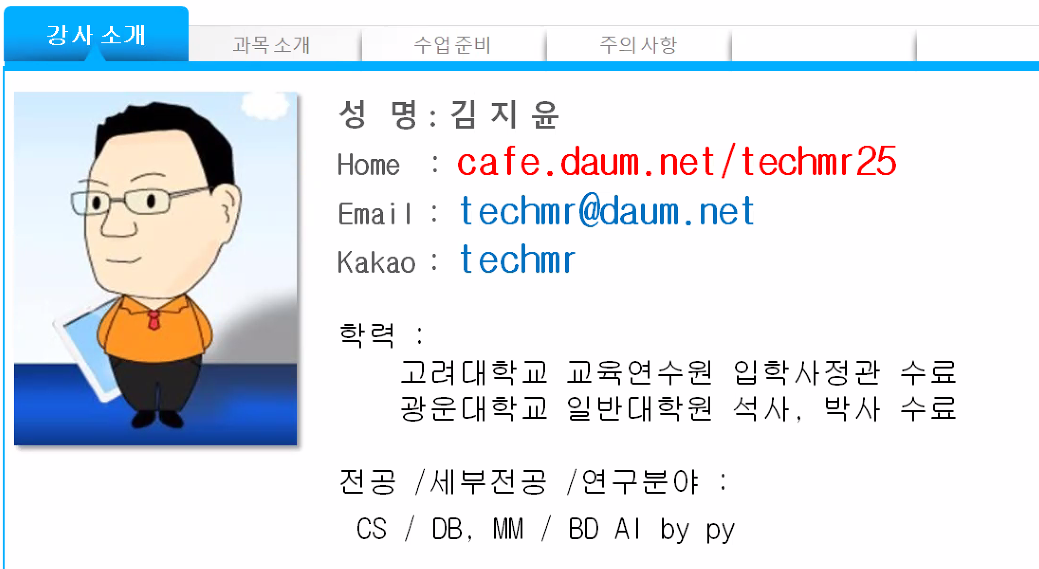 강사 소개
과목 소개
수업 준비
주의 사항
성 명 : 김 지 윤
Home : cafe.daum.net/techmr25
Email : techmr@daum.net
Kakao : techmr
학력 :
고려대학교 교육연수원 입학사정관 수료
광운대학교 일반대학원 석사, 박사 수료
전공 /세부전공 /연구분야 :
CS / DB, MM / BD AI by py